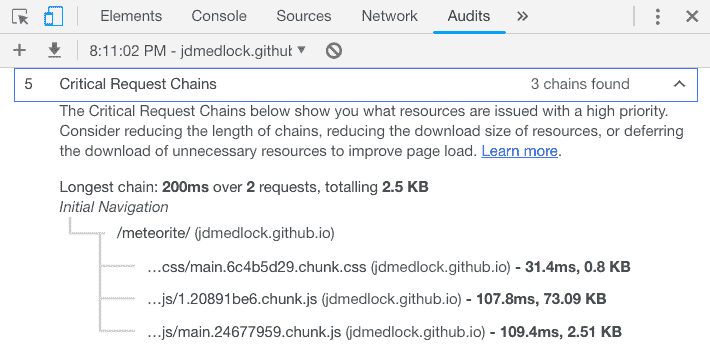 Elements Console Sources Network Audits »
8:11:02 PM - jdmedlock.githu
5 Critical Request Chains 3 chains found
The Critical Request Chains below show you what resources are issued with a high priority.
Consider reducing the length of chains, reducing the download size of resources, or deferring
the download of unnecessary resources to improve page load. Learn more.
Longest chain: 200ms over 2 requests, totalling 2.5 KB
Initial Navigation
/meteorite/ (jdmedlock.github.io)
…css/main.6c4b5d29.chunk.css (jdmedlock.github.io) - 31.4ms, 0.8 KB
…js/1.20891be6.chunk.js (jdmedlock.github.io) - 107.8ms, 73.09 KB
…js/main.24677959.chunk.js (jdmedlock.github.io) - 109.4ms, 2.51 KB